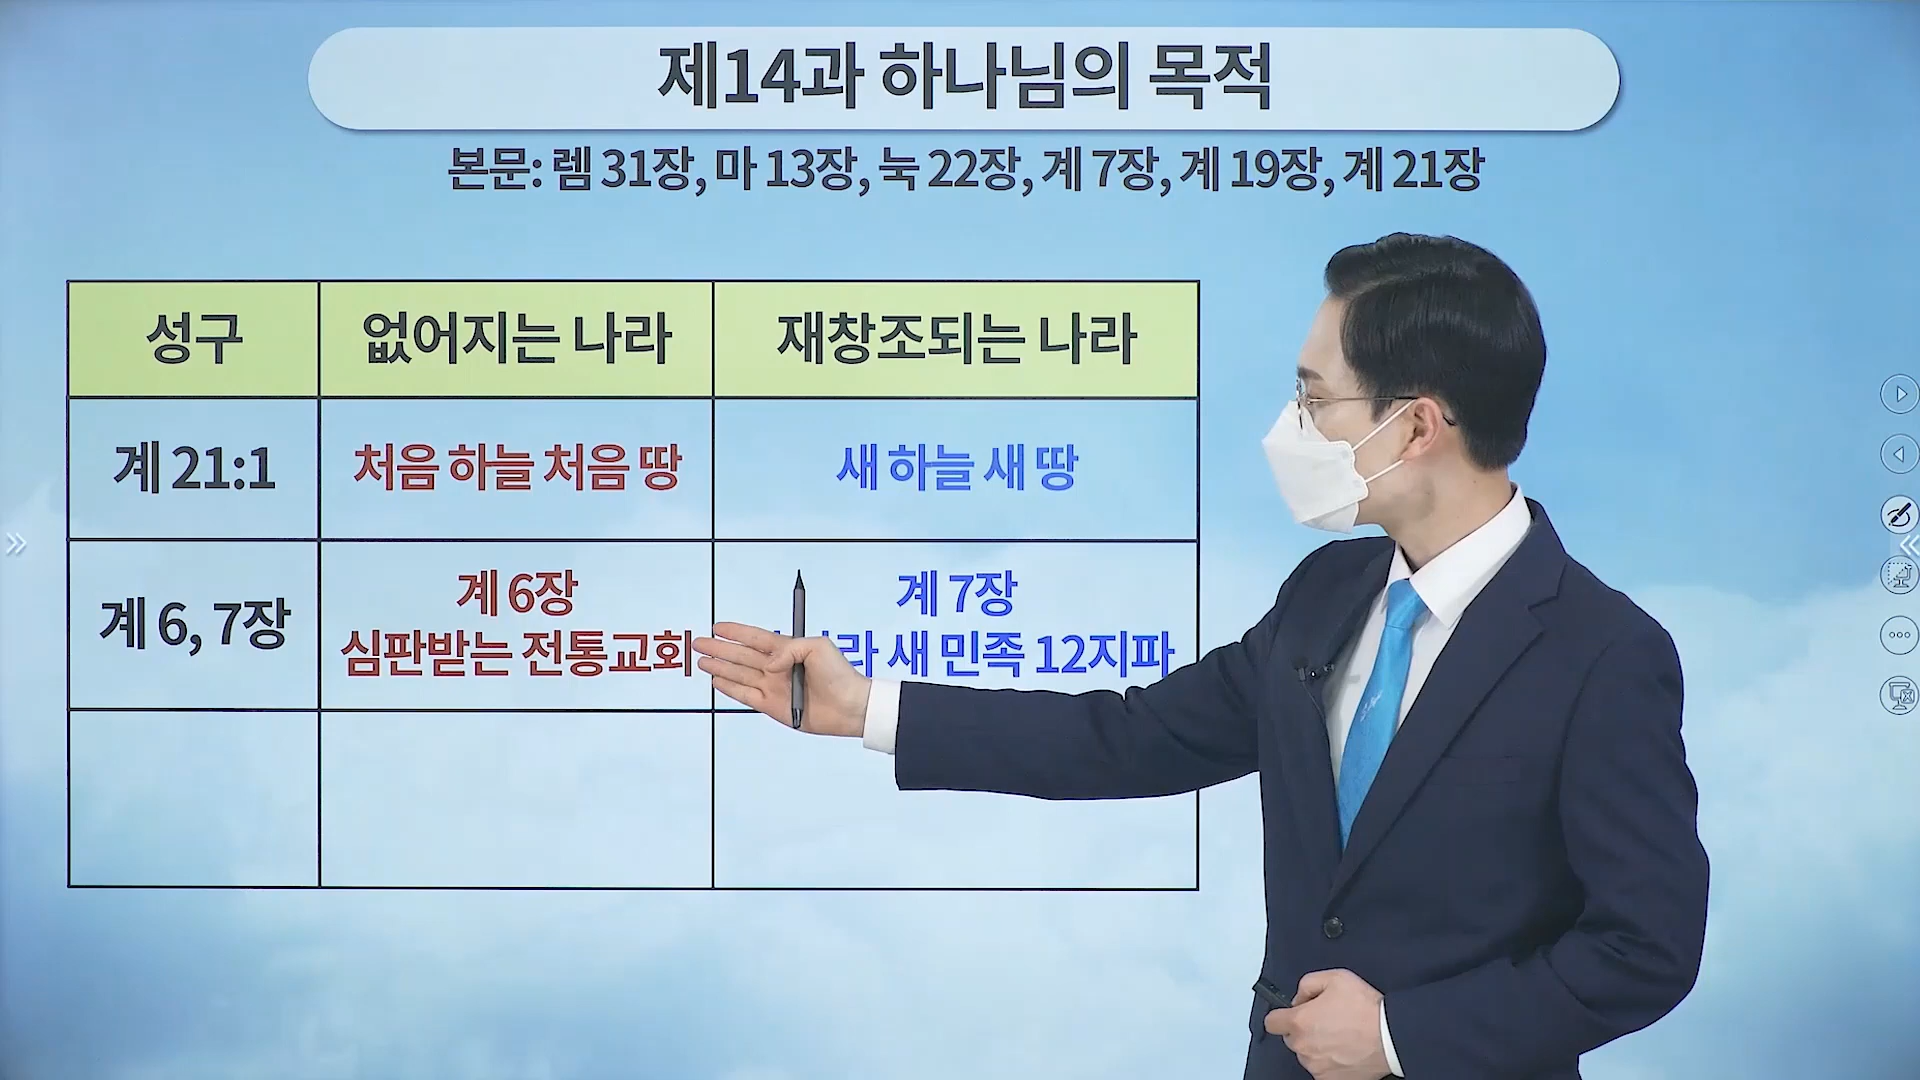 제14과 하나님의 목적
본문: 렘 31장, 마 13장, 눅 22장, 계 7장, 계 19장, 계 21장
성구 없어지는 나라 재창조되는 나라
계 21:1 처음 하늘 처음 땅 새 하늘 새 땅
계 6, 7장
계 6장
심판받는 전통교회
계 7장
새 민족 12지파